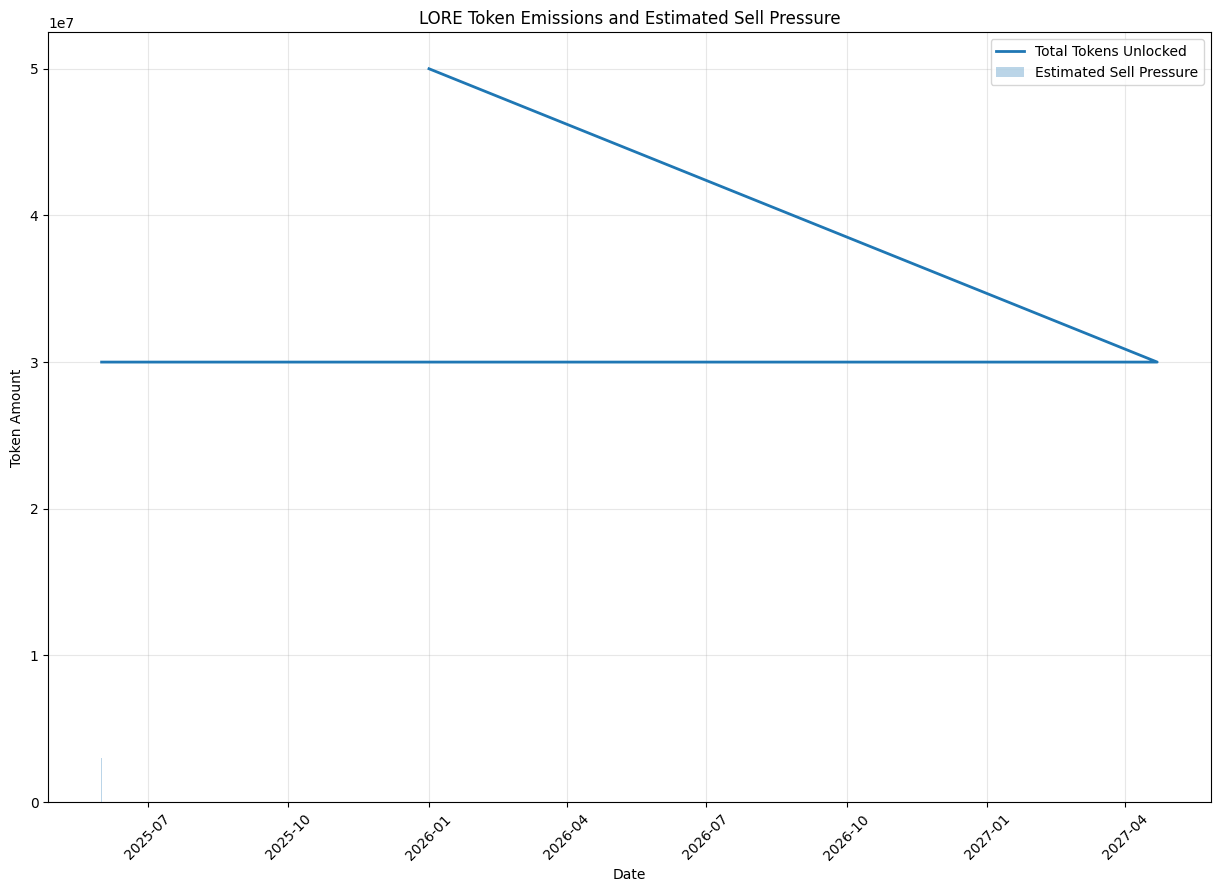 LORE Token Emissions and Estimated Sell Pressure
1e7
Total Tokens Unlocked
Estimated Sell Pressure
5
4
3
2
1
0
Token Amount
2025-07
2025-10
2026-01
2026-04
2026-07
2026-10
2027-01
2027-04
Date